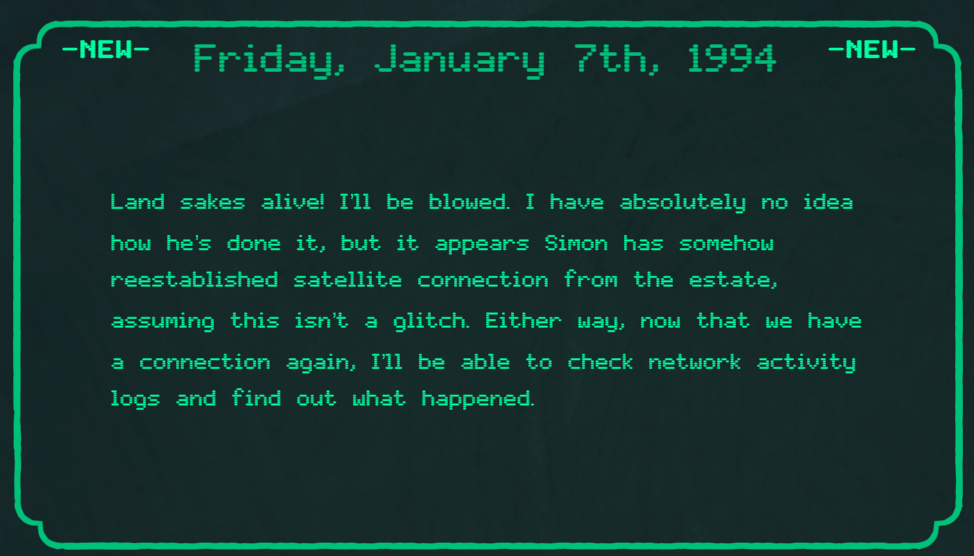 -NEW-
Friday, January 7th, 1994
-NEW-
Land sakes alive! I'll be blowed. I have absolutely no idea
how he's done it, but it appears Simon has somehow
reestablished satellite connection from the estate,
assuming this isn't a glitch. Either way, now that we have
a connection again, I'll be able to check network activity
logs and find out what happened.